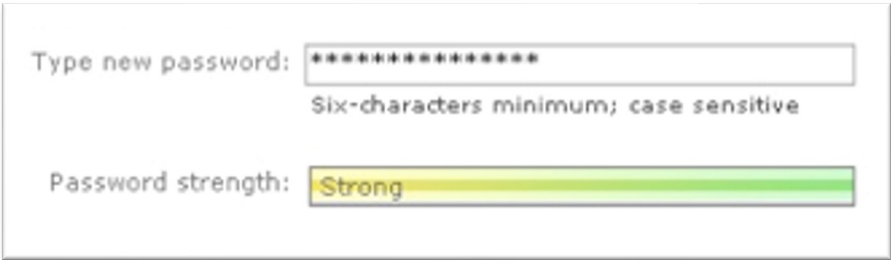 Type new password: ***************
Six-characters minimum; case sensitive
Password strength: Strong